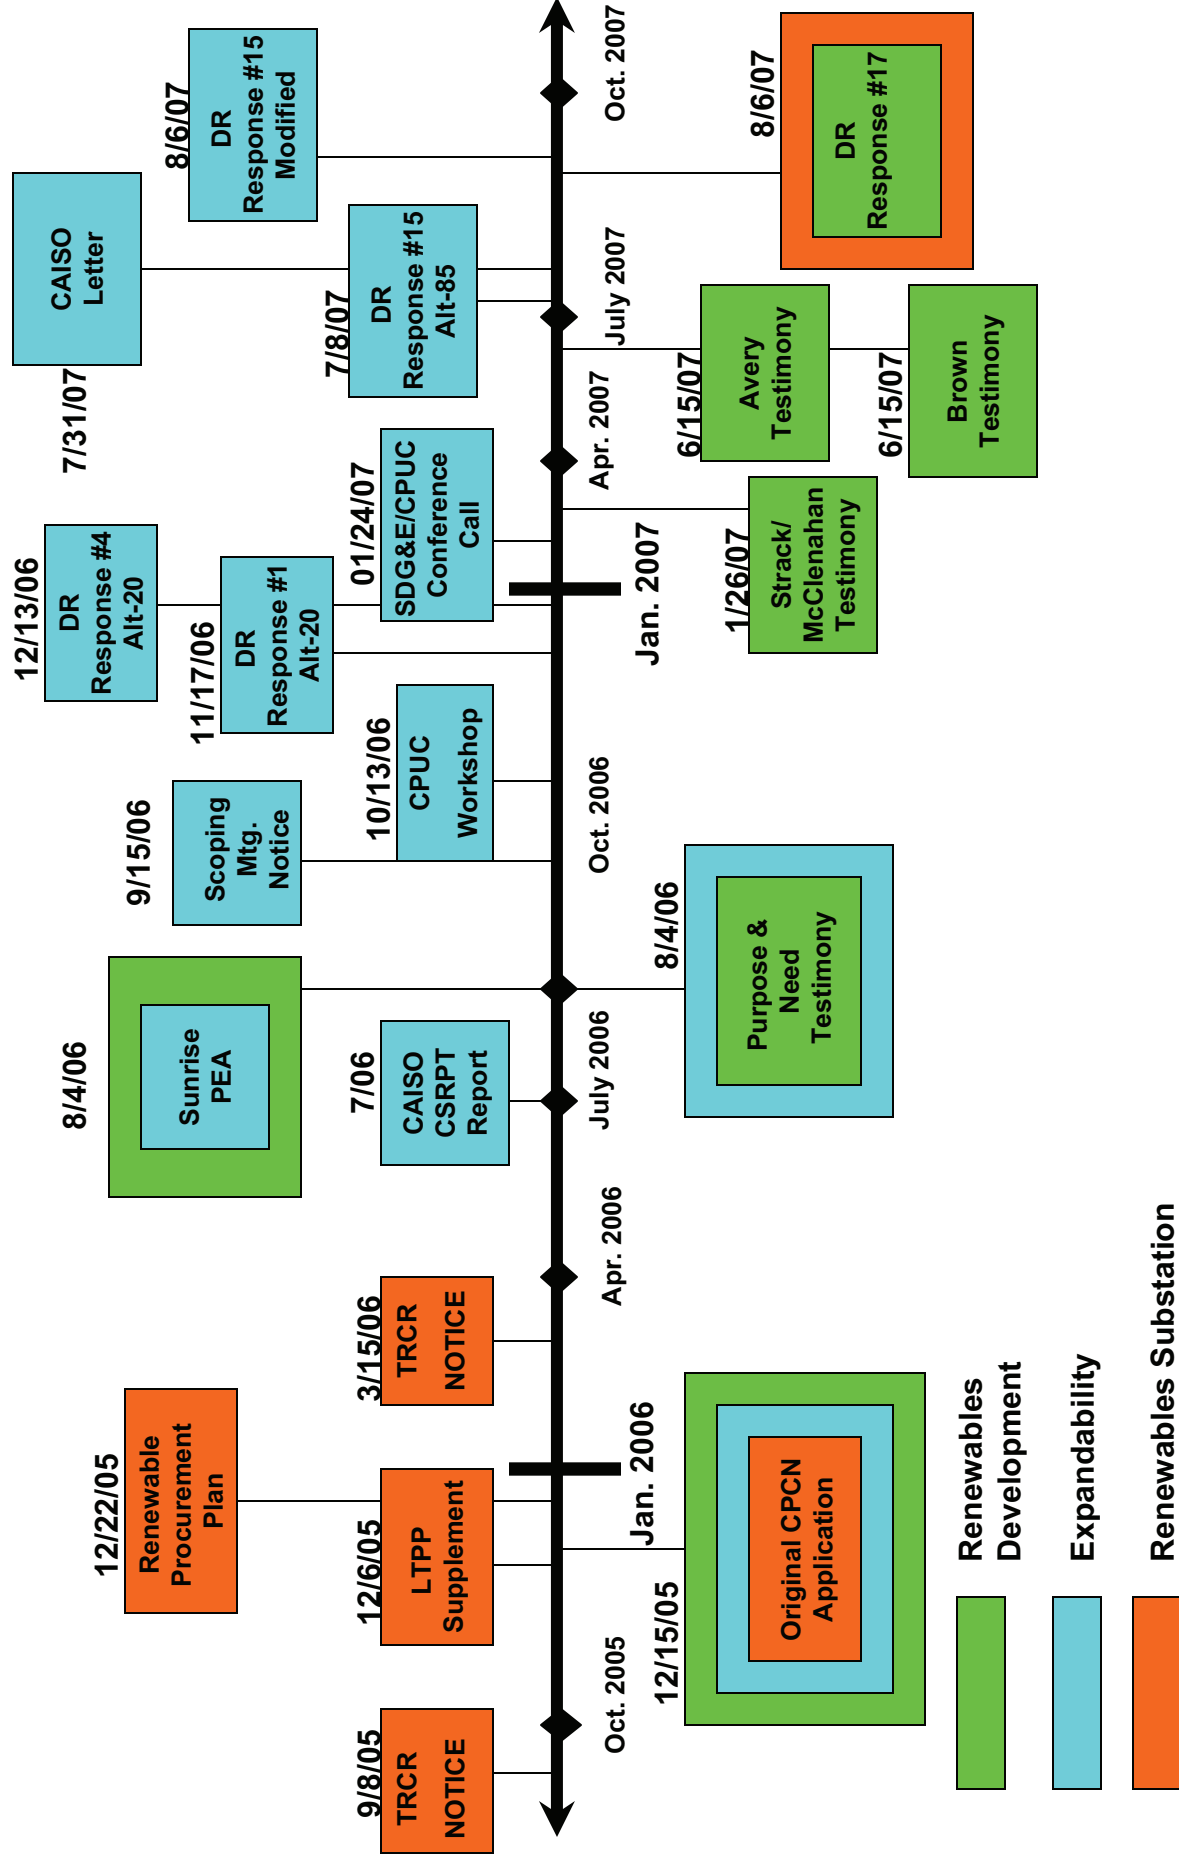 9/8/05
TRCR
NOTICE
12/6/05
LTPP
Supplement
12/22/05
Renewable
Procurement
Plan
3/15/06
TRCR
NOTICE
7/06
CAISO
CSRPT
Report
8/4/06
Sunrise
PEA
9/15/06
Scoping
Mtg.
Notice
10/13/06
CPUC
Workshop
11/17/06
DR
Response #1
Alt-20
12/13/06
DR
Response #4
Alt-20
01/24/07
SDG&E/CPUC
Conference
Call
7/8/07
DR
Response #15
Alt-85
7/31/07
CAISO
Letter
8/6/07
DR
Response #15
Modified
Oct. 2005
Jan. 2006
Apr. 2006
July 2006
Oct. 2006
Jan. 2007
Apr. 2007
July 2007
Oct. 2007
12/15/05
Original CPCN
Application
8/4/06
Purpose &
Need
Testimony
1/26/07
Strack/
McClenahan
Testimony
6/15/07
Avery
Testimony
6/15/07
Brown
Testimony
8/6/07
DR
Response #17
Renewables
Development
Expandability
Renewables Substation